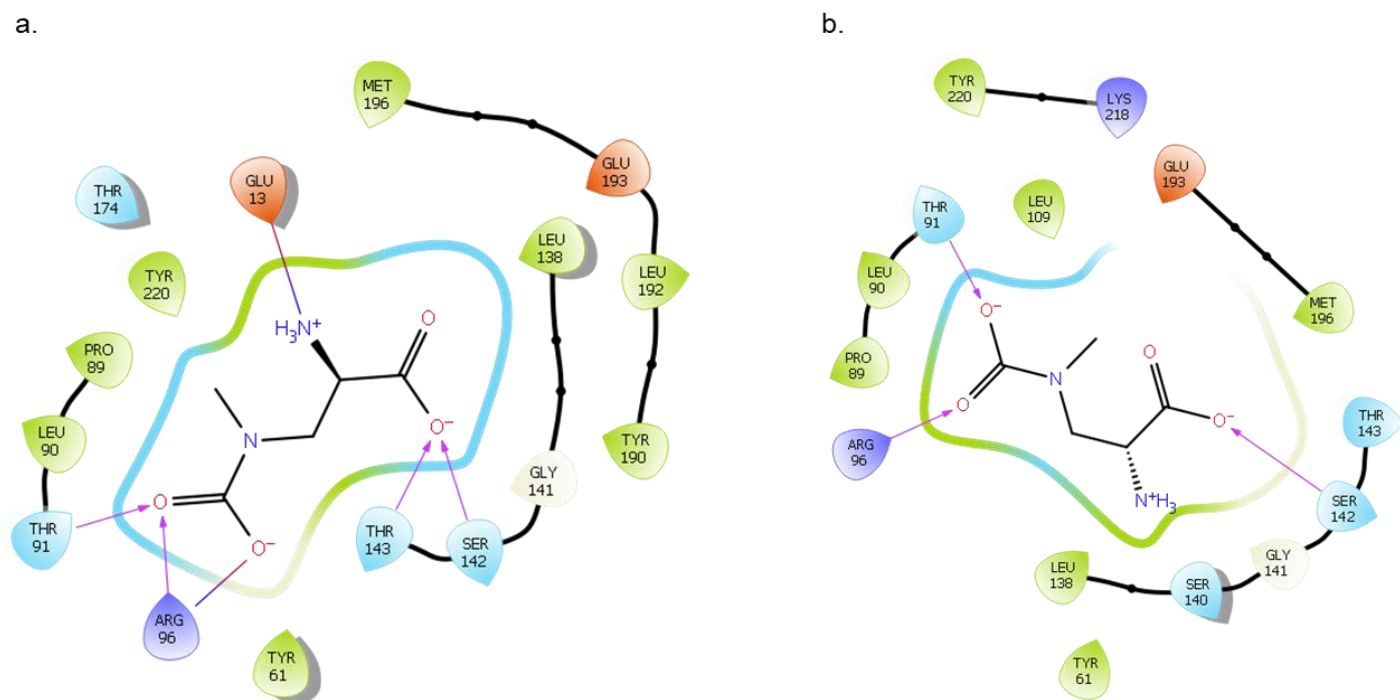 a.
MET
196
GLU
13
GLU
193
THR
174
LEU
138
TYR
220
LEU
192
H3N+
O
PRO
89
O-
LEU
90
N
TYR
190
GLY
141
O
THR
91
THR
143
SER
142
O-
ARG
96
TYR
61
b.
TYR
220
LYS
218
GLU
193
THR
91
LEU
109
LEU
90
O-
MET
196
PRO
89
N
O
O
O-
THR
143
ARG
96
N+H3
SER
142
GLY
141
LEU
138
SER
140
TYR
61